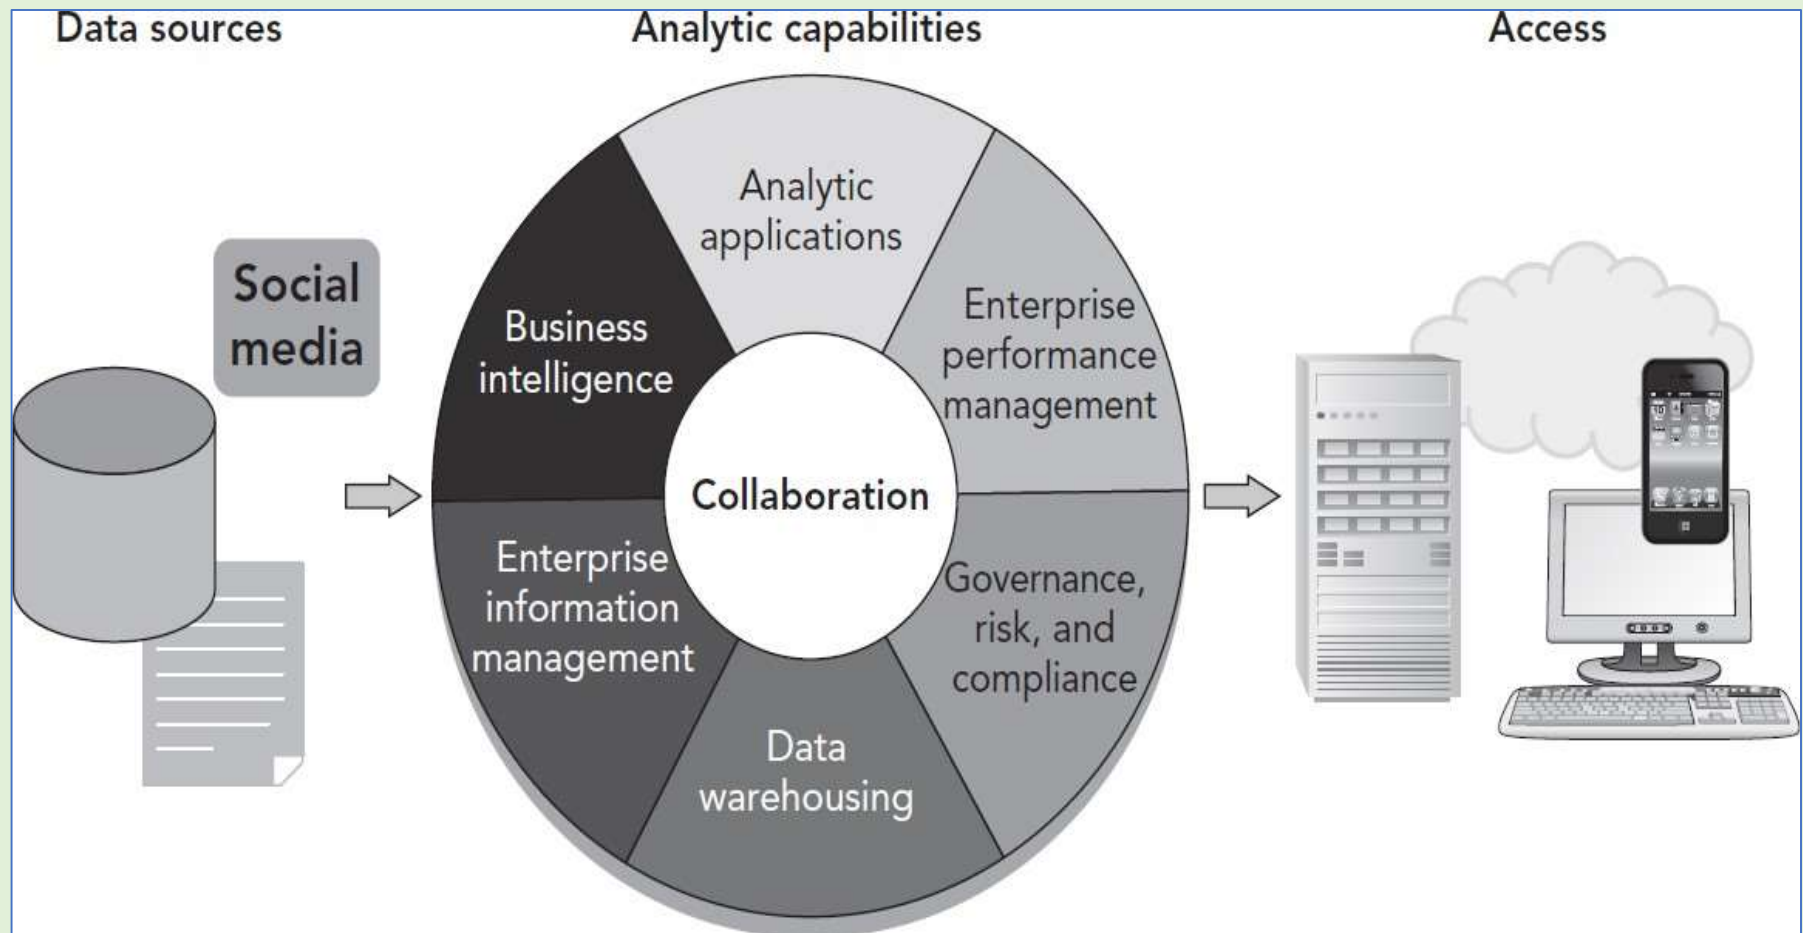 Data sources
Analytic capabilities
Access
Social
media
Analytic
applications
Business
intelligence
Enterprise
performance
management
Collaboration
Enterprise
information
management
Governance,
risk, and
compliance
Data
warehousing